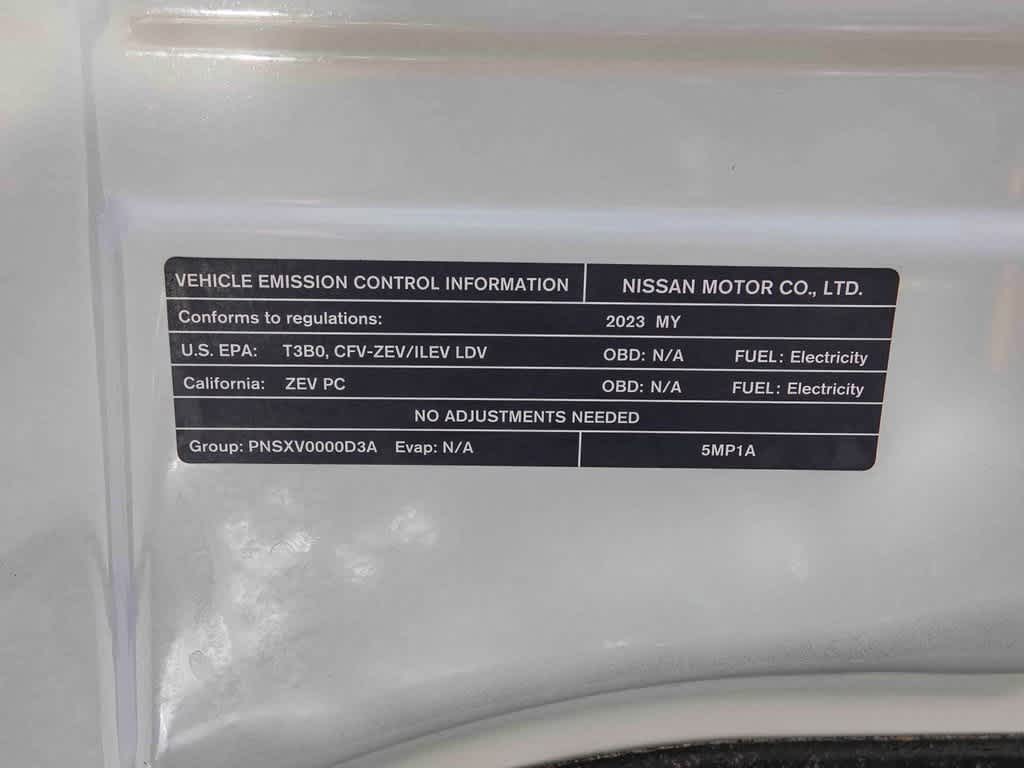 VEHICLE EMISSION CONTROL INFORMATION NISSAN MOTOR CO., LTD.
Conforms to regulations: 2023 MY
U.S. EPA: T3B0, CFV-ZEV/ILEV LDV OBD: N/A FUEL: Electricity
California: ZEV PC OBD: N/A FUEL: Electricity
NO ADJUSTMENTS NEEDED
Group: PNSXV0000D3A Evap: N/A 5MP1A